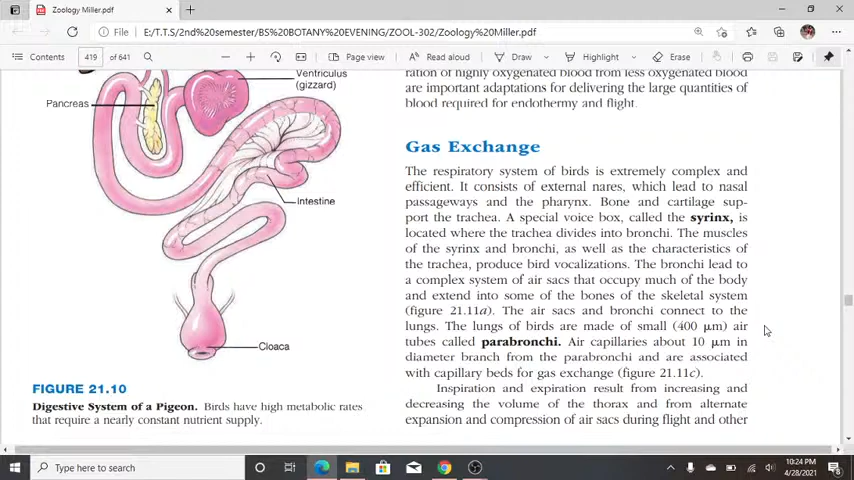 Zoology Miller.pdf
E:/T.T.S/2nd%20semester/BS%20BOTANY%20EVENING/ZOOL-302/Zoology%20Miller.pdf
Contents 419 of 641 Page view Draw Highlight Erase
Ventriculus
(gizzard)
Pancreas
Intestine
Cloaca
FIGURE 21.10
Digestive System of a Pigeon. Birds have high metabolic rates
that require a nearly constant nutrient supply.
ration of highly oxygenated blood from less oxygenated blood
are important adaptations for delivering the large quantities of
blood required for endothermy and flight.
Gas Exchange
The respiratory system of birds is extremely complex and
efficient. It consists of external nares, which lead to nasal
passageways and the pharynx. Bone and cartilage sup-
port the trachea. A special voice box, called the syrinx, is
located where the trachea divides into bronchi. The muscles
of the syrinx and bronchi, as well as the characteristics of
the trachea, produce bird vocalizations. The bronchi lead to
a complex system of air sacs that occupy much of the body
and extend into some of the bones of the skeletal system
(figure 21.11a). The air sacs and bronchi connect to the
lungs. The lungs of birds are made of small (400 μm) air
tubes called parabronchi. Air capillaries about 10 μm in
diameter branch from the parabronchi and are associated
with capillary beds for gas exchange (figure 21.11c).
Inspiration and expiration result from increasing and
decreasing the volume of the thorax and from alternate
expansion and compression of air sacs during flight and other
Type here to search
10:24 PM
4/28/2021